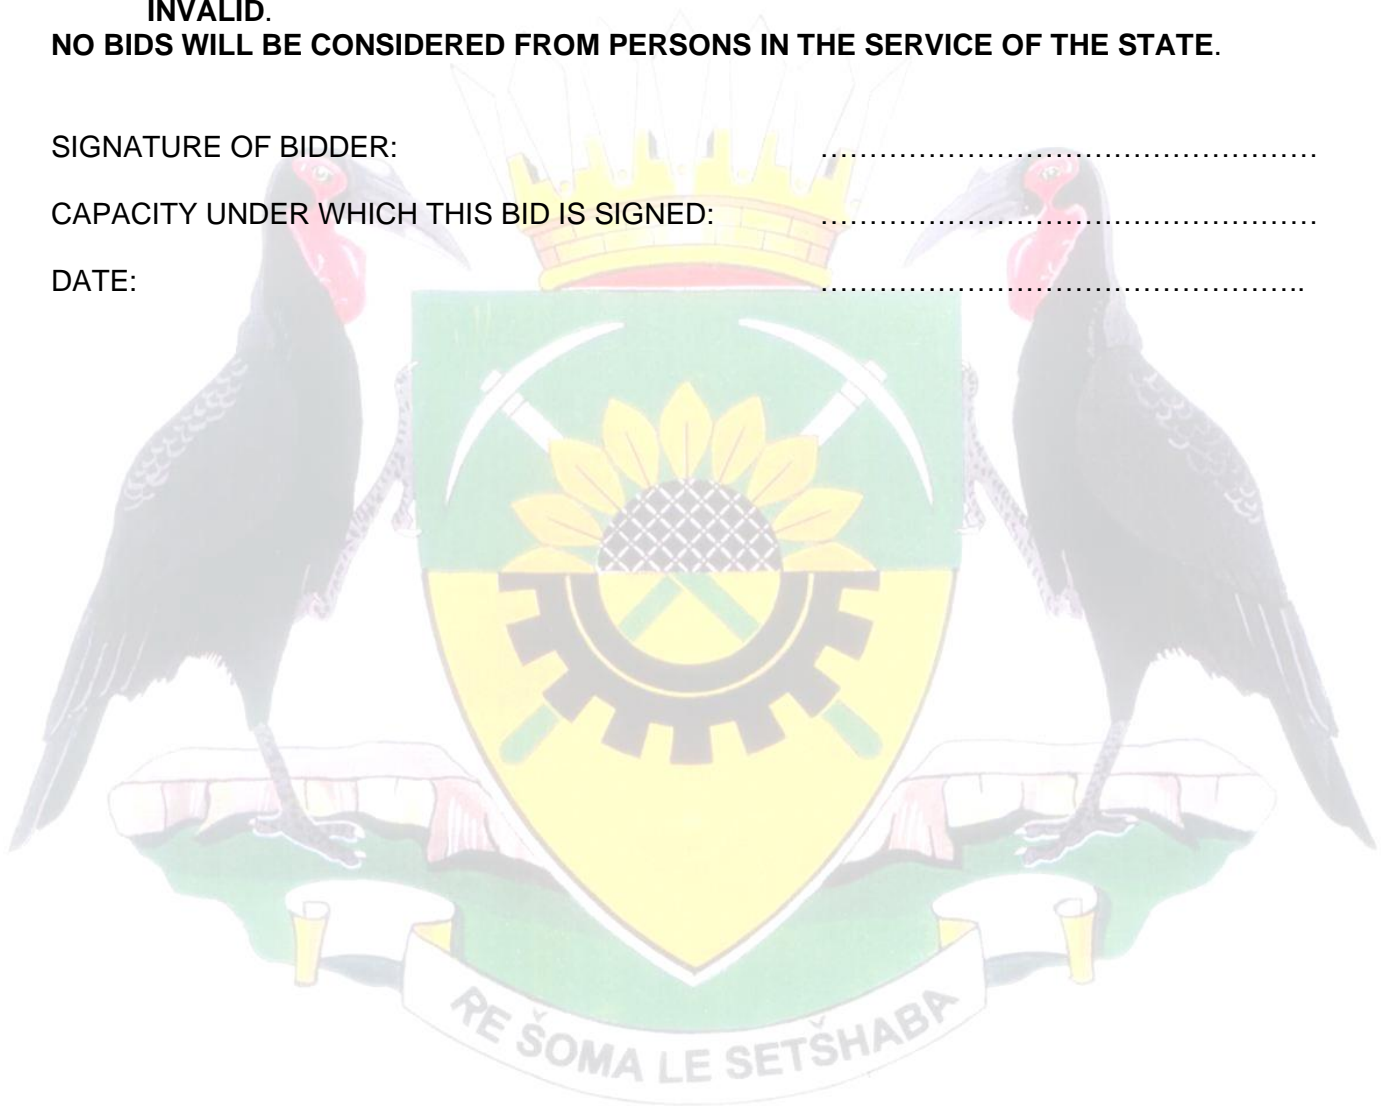 INVALID.
NO BIDS WILL BE CONSIDERED FROM PERSONS IN THE SERVICE OF THE STATE.
SIGNATURE OF BIDDER: ……………………………………………
CAPACITY UNDER WHICH THIS BID IS SIGNED: ……………………………………………
DATE: …………………………………………..
RE ŠOMA LE SETŠHABA